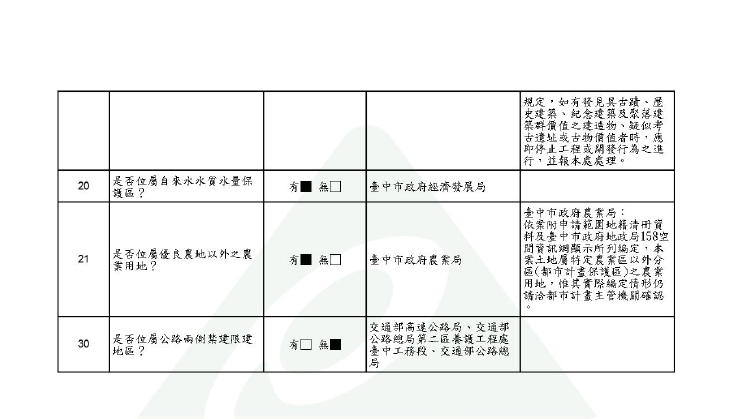 規定，如有發見具古蹟、歷
史建築、紀念建築及聚落建
築群價值之建造物、疑似考
古遺址或古物價值者時，應
即停止工程或開發行為之進
行，並報本處處理。
20
是否位屬自來水水質水量保
護區？
有■ 無□
臺中市政府經濟發展局
21
是否位屬優良農地以外之農
業用地？
有■ 無□
臺中市政府農業局
臺中市政府農業局：
依案附申請範圍地籍清冊資
料及臺中市政府地政局158空
間資訊網顯示所列編定，本
案土地屬特定農業區以外分
區(都市計畫保護區)之農業
用地，惟其實際編定情形仍
請洽都市計畫主管機關確認
。
30
是否位屬公路兩側禁建限建
地區？
有□ 無■
交通部高速公路局、交通部
公路總局第二區養護工程處
臺中工務段、交通部公路總
局